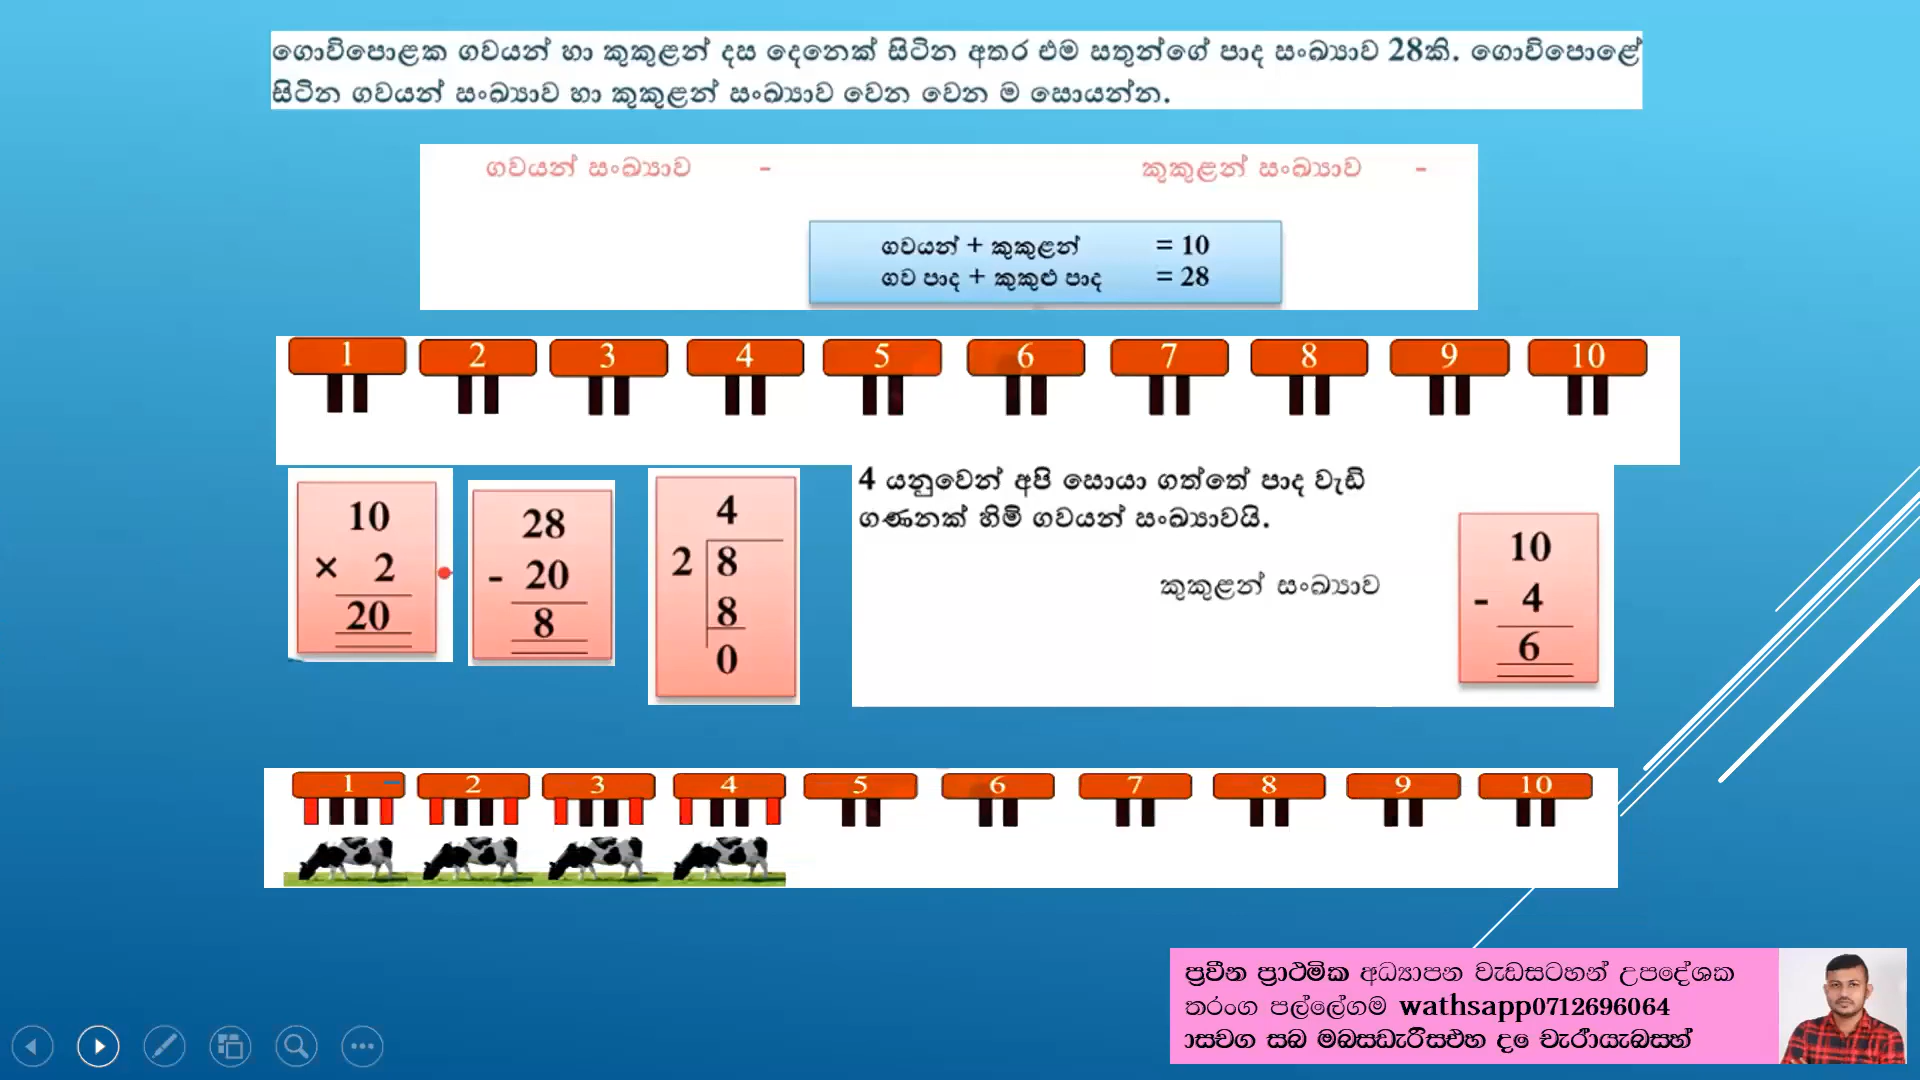 ගොවිපොළක ගවයන් හා කුකුළන් දස දෙනෙක් සිටින අතර එම සතුන්ගේ පාද සංඛ්‍යාව 28කි. ගොවිපොළේ
සිටින ගවයන් සංඛ්‍යාව හා කුකුළන් සංඛ්‍යාව වෙන වෙන ම සොයන්න.
ගවයන් සංඛ්‍යාව - කුකුළන් සංඛ්‍යාව -
ගවයන් + කුකුළන් = 10
ගව පාද + කුකුළු පාද = 28
1 2 3 4 5 6 7 8 9 10
10
× 2
20
28
- 20
8
4
2 8
8
0
4 යනුවෙන් අපි සොයා ගත්තේ පාද වැඩි
ගණනක් හිමි ගවයන් සංඛ්‍යාවයි.
කුකුළන් සංඛ්‍යාව
10
- 4
6
1 2 3 4 5 6 7 8 9 10
ප්‍රවීන ප්‍රාථමික අධ්‍යාපන වැඩසටහන් උපදේශක
තරංග පල්ලේගම wathsapp0712696064